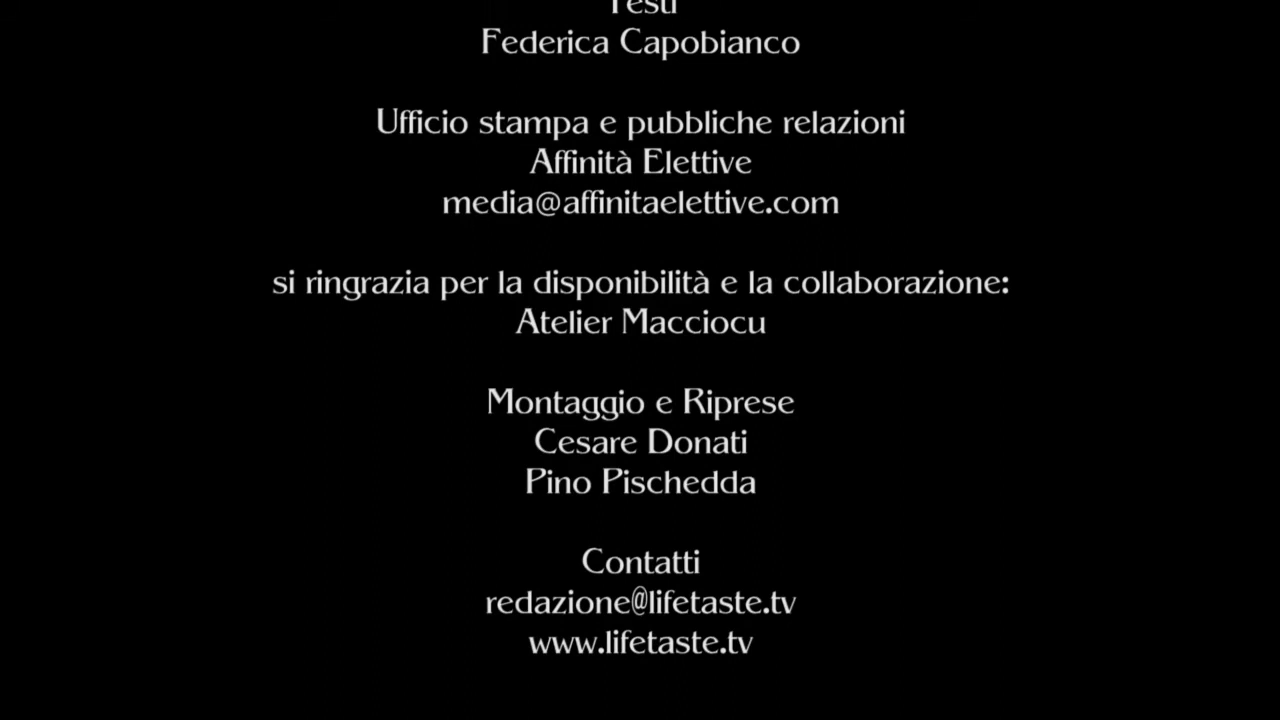 Testi
Federica Capobianco
Ufficio stampa e pubbliche relazioni
Affinità Elettive
media@affinitaelettive.com
si ringrazia per la disponibilità e la collaborazione:
Atelier Macciocu
Montaggio e Riprese
Cesare Donati
Pino Pischedda
Contatti
redazione@lifetaste.tv
www.lifetaste.tv